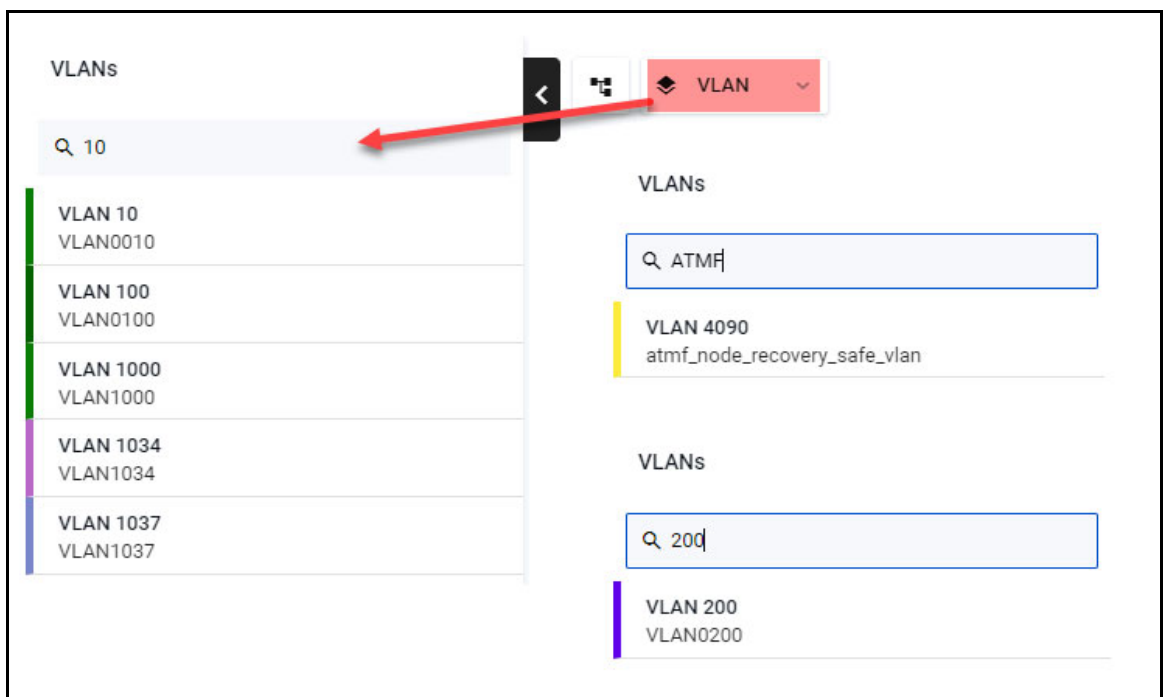 VLANs
10
VLAN 10
VLAN0010
VLAN 100
VLAN0100
VLAN 1000
VLAN1000
VLAN 1034
VLAN1034
VLAN 1037
VLAN1037
VLAN
VLANs
ATMF
VLAN 4090
atmf_node_recovery_safe_vlan
VLANs
200
VLAN 200
VLAN0200